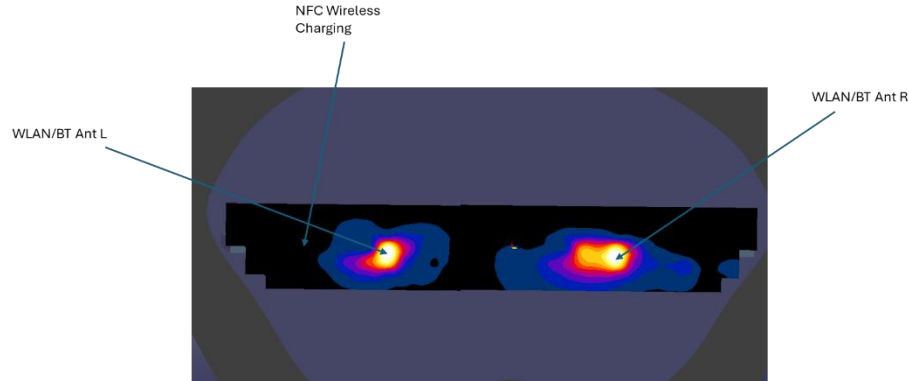 NFC Wireless
Charging
WLAN/BT Ant R
WLAN/BT Ant L